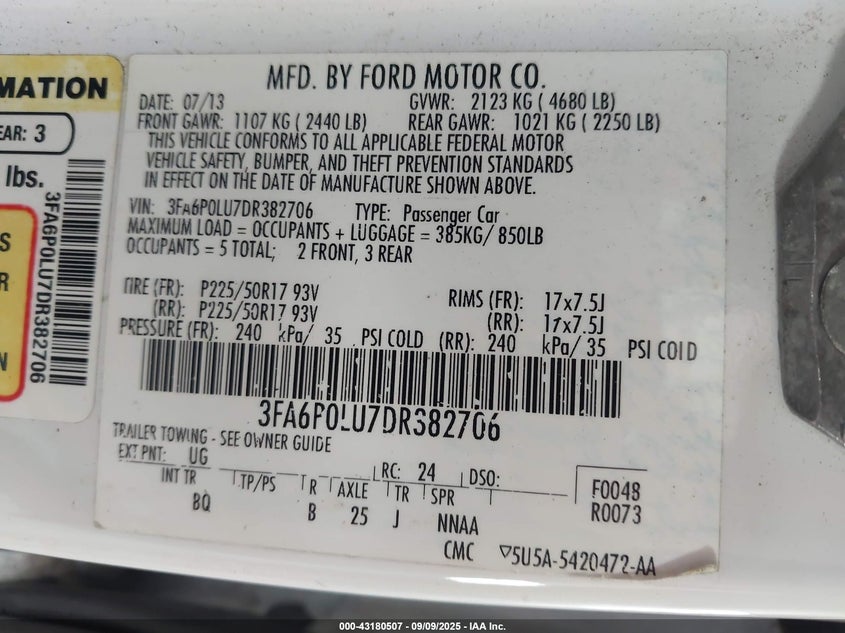 MATION
EAR: 3
lbs.
S
R
N
3FA6P0LU7DR382706
MFD. BY FORD MOTOR CO.
DATE: 07/13 GVWR: 2123 KG ( 4680 LB)
FRONT GAWR: 1107 KG ( 2440 LB) REAR GAWR: 1021 KG ( 2250 LB)
THIS VEHICLE CONFORMS TO ALL APPLICABLE FEDERAL MOTOR
VEHICLE SAFETY, BUMPER, AND THEFT PREVENTION STANDARDS
IN EFFECT ON THE DATE OF MANUFACTURE SHOWN ABOVE.
VIN: 3FA6P0LU7DR382706 TYPE: Passenger Car
MAXIMUM LOAD = OCCUPANTS + LUGGAGE = 385KG/ 850LB
OCCUPANTS = 5 TOTAL; 2 FRONT, 3 REAR
TIRE (FR): P225/50R17 93V RIMS (FR): 17x7.5J
(RR): P225/50R17 93V (RR): 17x7.5J
PRESSURE (FR): 240 kPa/ 35 PSI COLD (RR): 240 kPa/ 35 PSI COLD
3FA6P0LU7DR382706
TRAILER TOWING - SEE OWNER GUIDE
EXT PNT: UG RC: 24 DSO:
INT TR TP/PS R AXLE TR SPR F0048
BQ B 25 J NNAA R0073
CMC ▽5U5A-5420472-AA
000-43180507 - 09/09/2025 - IAA Inc.